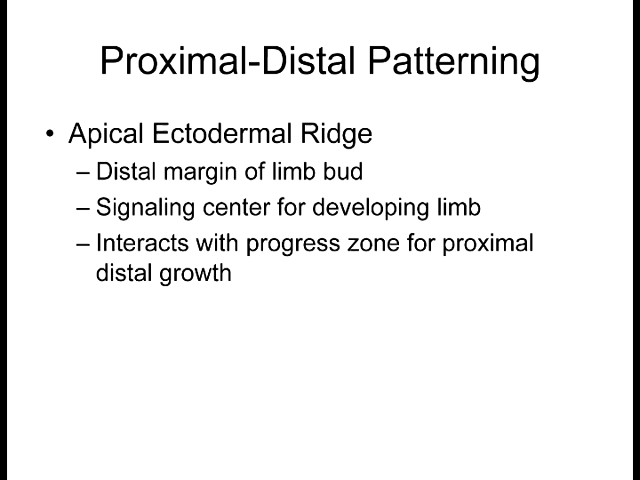 Proximal-Distal Patterning
• Apical Ectodermal Ridge
– Distal margin of limb bud
– Signaling center for developing limb
– Interacts with progress zone for proximal
distal growth